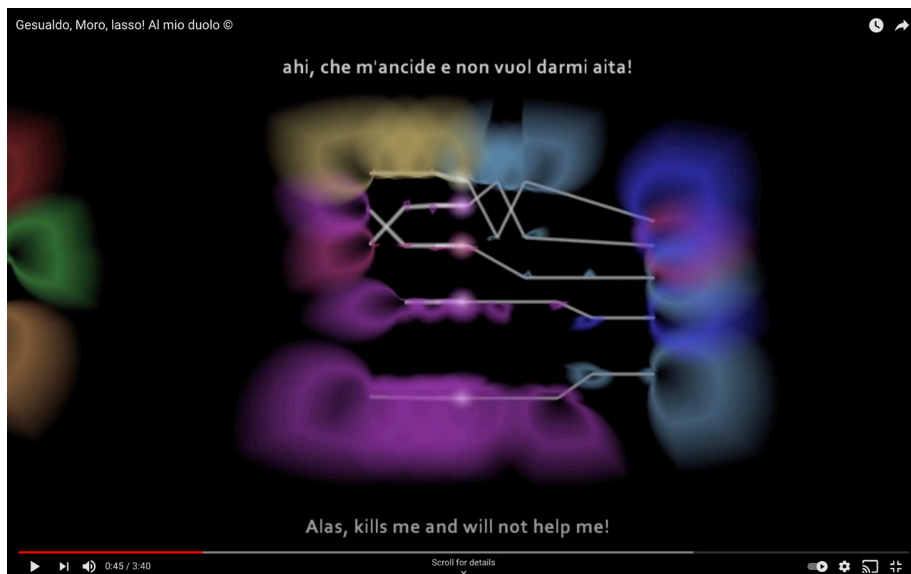 Gesualdo, Moro, lasso! Al mio duolo ©
ahi, che m'ancide e non vuol darmi aita!
Alas, kills me and will not help me!
0:45 / 3:40
Scroll for details